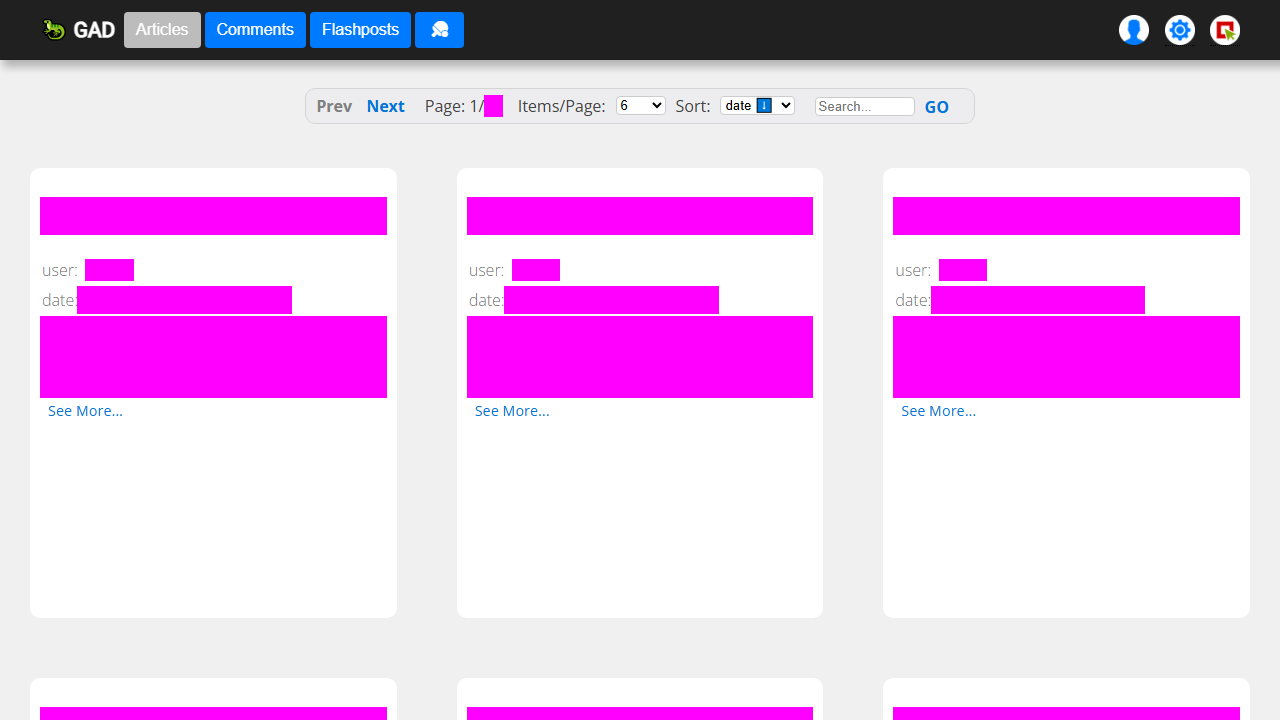 GAD Articles Comments Flashposts
Prev Next Page: 1/ Items/Page: 6 Sort: date ⬇ Search... GO
user: user: user:
date: date: date:
See More... See More... See More...